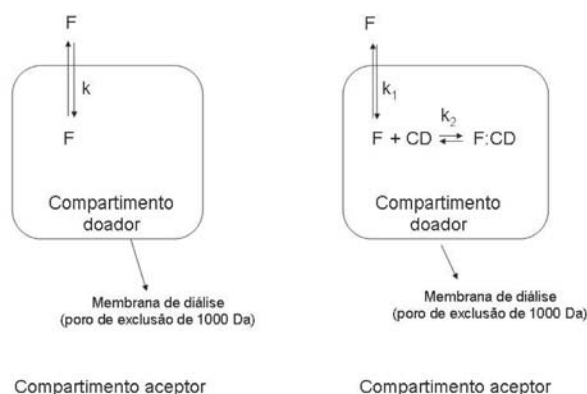 F
k
F
Compartimento
doador
Membrana de diálise
(poro de exclusão de 1000 Da)
Compartimento aceptor
F
k₁
k₂
F + CD ⇌ F:CD
Compartimento
doador
Membrana de diálise
(poro de exclusão de 1000 Da)
Compartimento aceptor